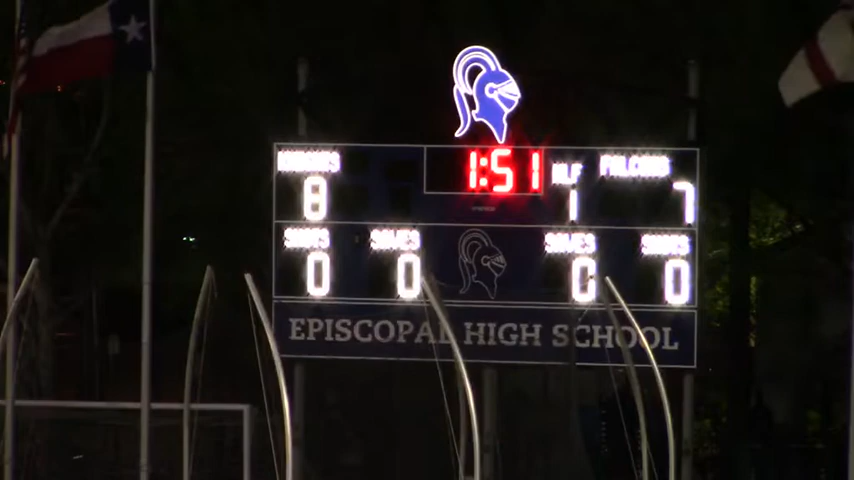 KNIGHTS 1:51 HLF FALCONS
8 1 7
SHOTS SAVES SAVES SHOTS
0 0 0 0
EPISCOPAL HIGH SCHOOL